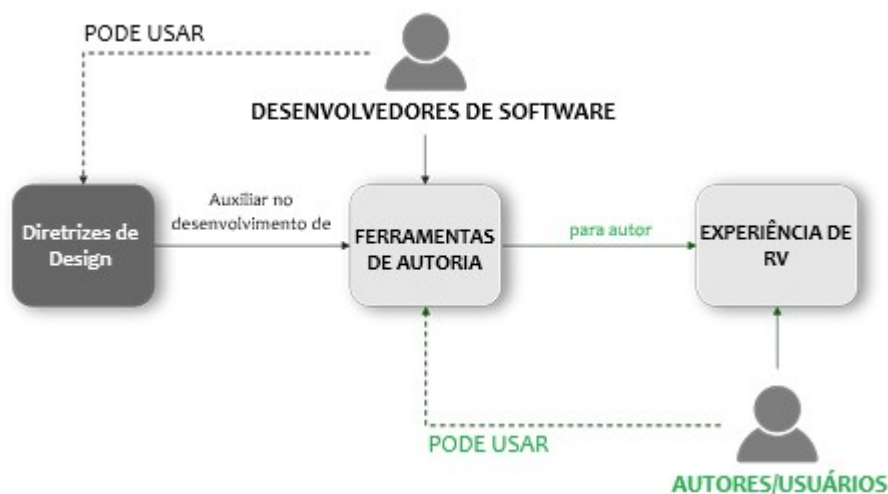 PODE USAR
DESENVOLVEDORES DE SOFTWARE
Auxiliar no
desenvolvimento de
Diretrizes de
Design
FERRAMENTAS
DE AUTORIA
para autor
EXPERIÊNCIA DE
RV
PODE USAR
AUTORES/USUÁRIOS